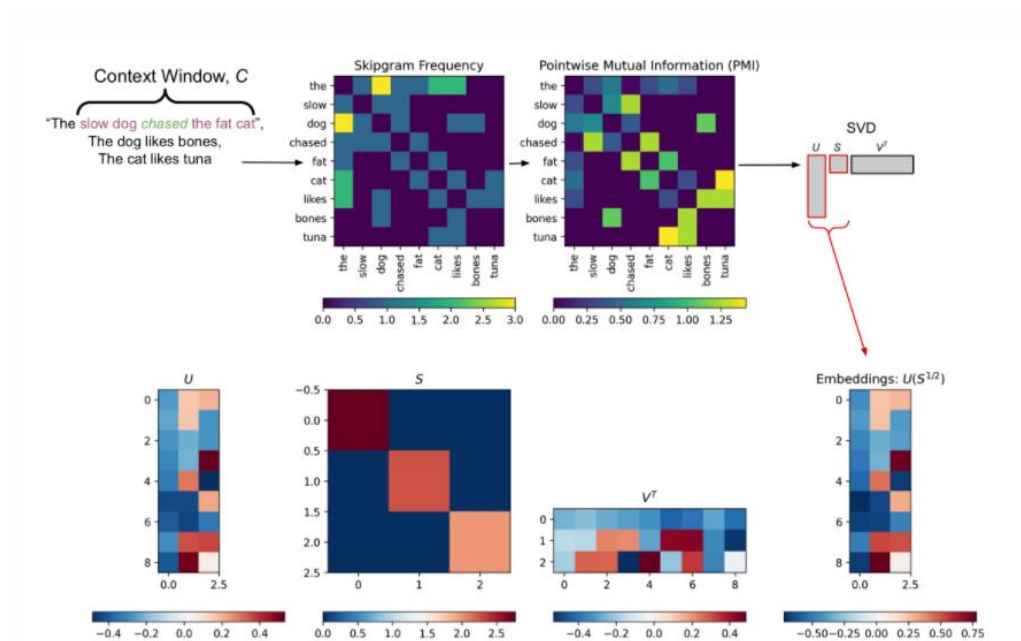 Context Window, C
"The slow dog chased the fat cat",
The dog likes bones,
The cat likes tuna
Skipgram Frequency
the
slow
dog
chased
fat
cat
likes
bones
tuna
the slow dog chased fat cat likes bones tuna
0.0 0.5 1.0 1.5 2.0 2.5 3.0
Pointwise Mutual Information (PMI)
the
slow
dog
chased
fat
cat
likes
bones
tuna
the slow dog chased fat cat likes bones tuna
0.00 0.25 0.50 0.75 1.00 1.25
SVD
U S V^T
U
0
2
4
6
8
0.0 2.5
−0.4 −0.2 0.0 0.2 0.4
S
−0.5
0.0
0.5
1.0
1.5
2.0
2.5
0 1 2
0.0 0.5 1.0 1.5 2.0 2.5
V^T
0
1
2
0 2 4 6 8
−0.4 −0.2 0.0 0.2 0.4
Embeddings: U(S^1/2)
0
2
4
6
8
0.0 2.5
−0.50 −0.25 0.00 0.25 0.50 0.75